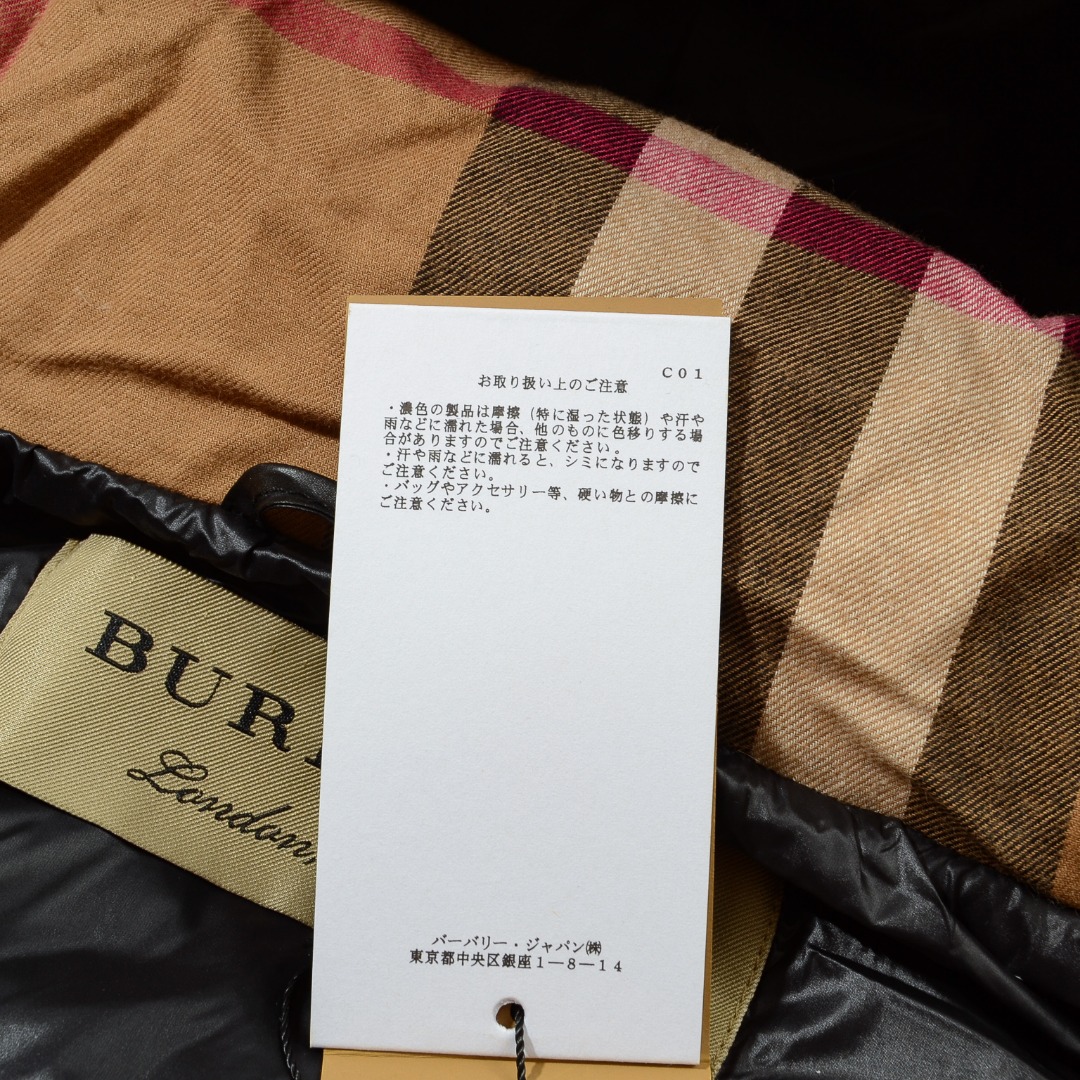 C01
お取り扱い上のご注意
・濃色の製品は摩擦(特に湿った状態)や汗や
雨などに濡れた場合、他のものに色移りする場
合がありますのでご注意ください。
・汗や雨などに濡れると、シミになりますので
ご注意ください。
・バッグやアクセサリー等、硬い物との摩擦に
ご注意ください。
BUR
London,
バーバリー・ジャパン㈱
東京都中央区銀座1―8―14